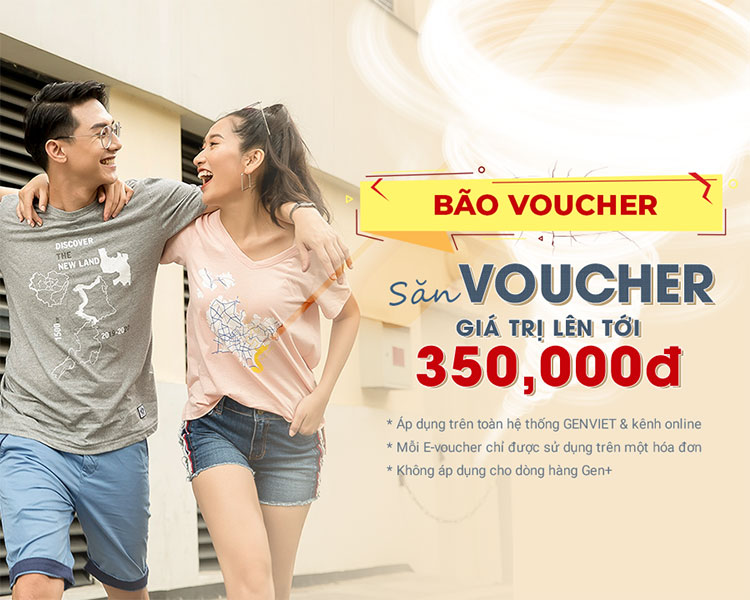 BÃO VOUCHER
Săn VOUCHER
GIÁ TRỊ LÊN TỚI
350,000đ
* Áp dụng trên toàn hệ thống GENVIET & kênh online
* Mỗi E-voucher chỉ được sử dụng trên một hóa đơn
* Không áp dụng cho dòng hàng Gen+
DISCOVER
THE
NEW LAND